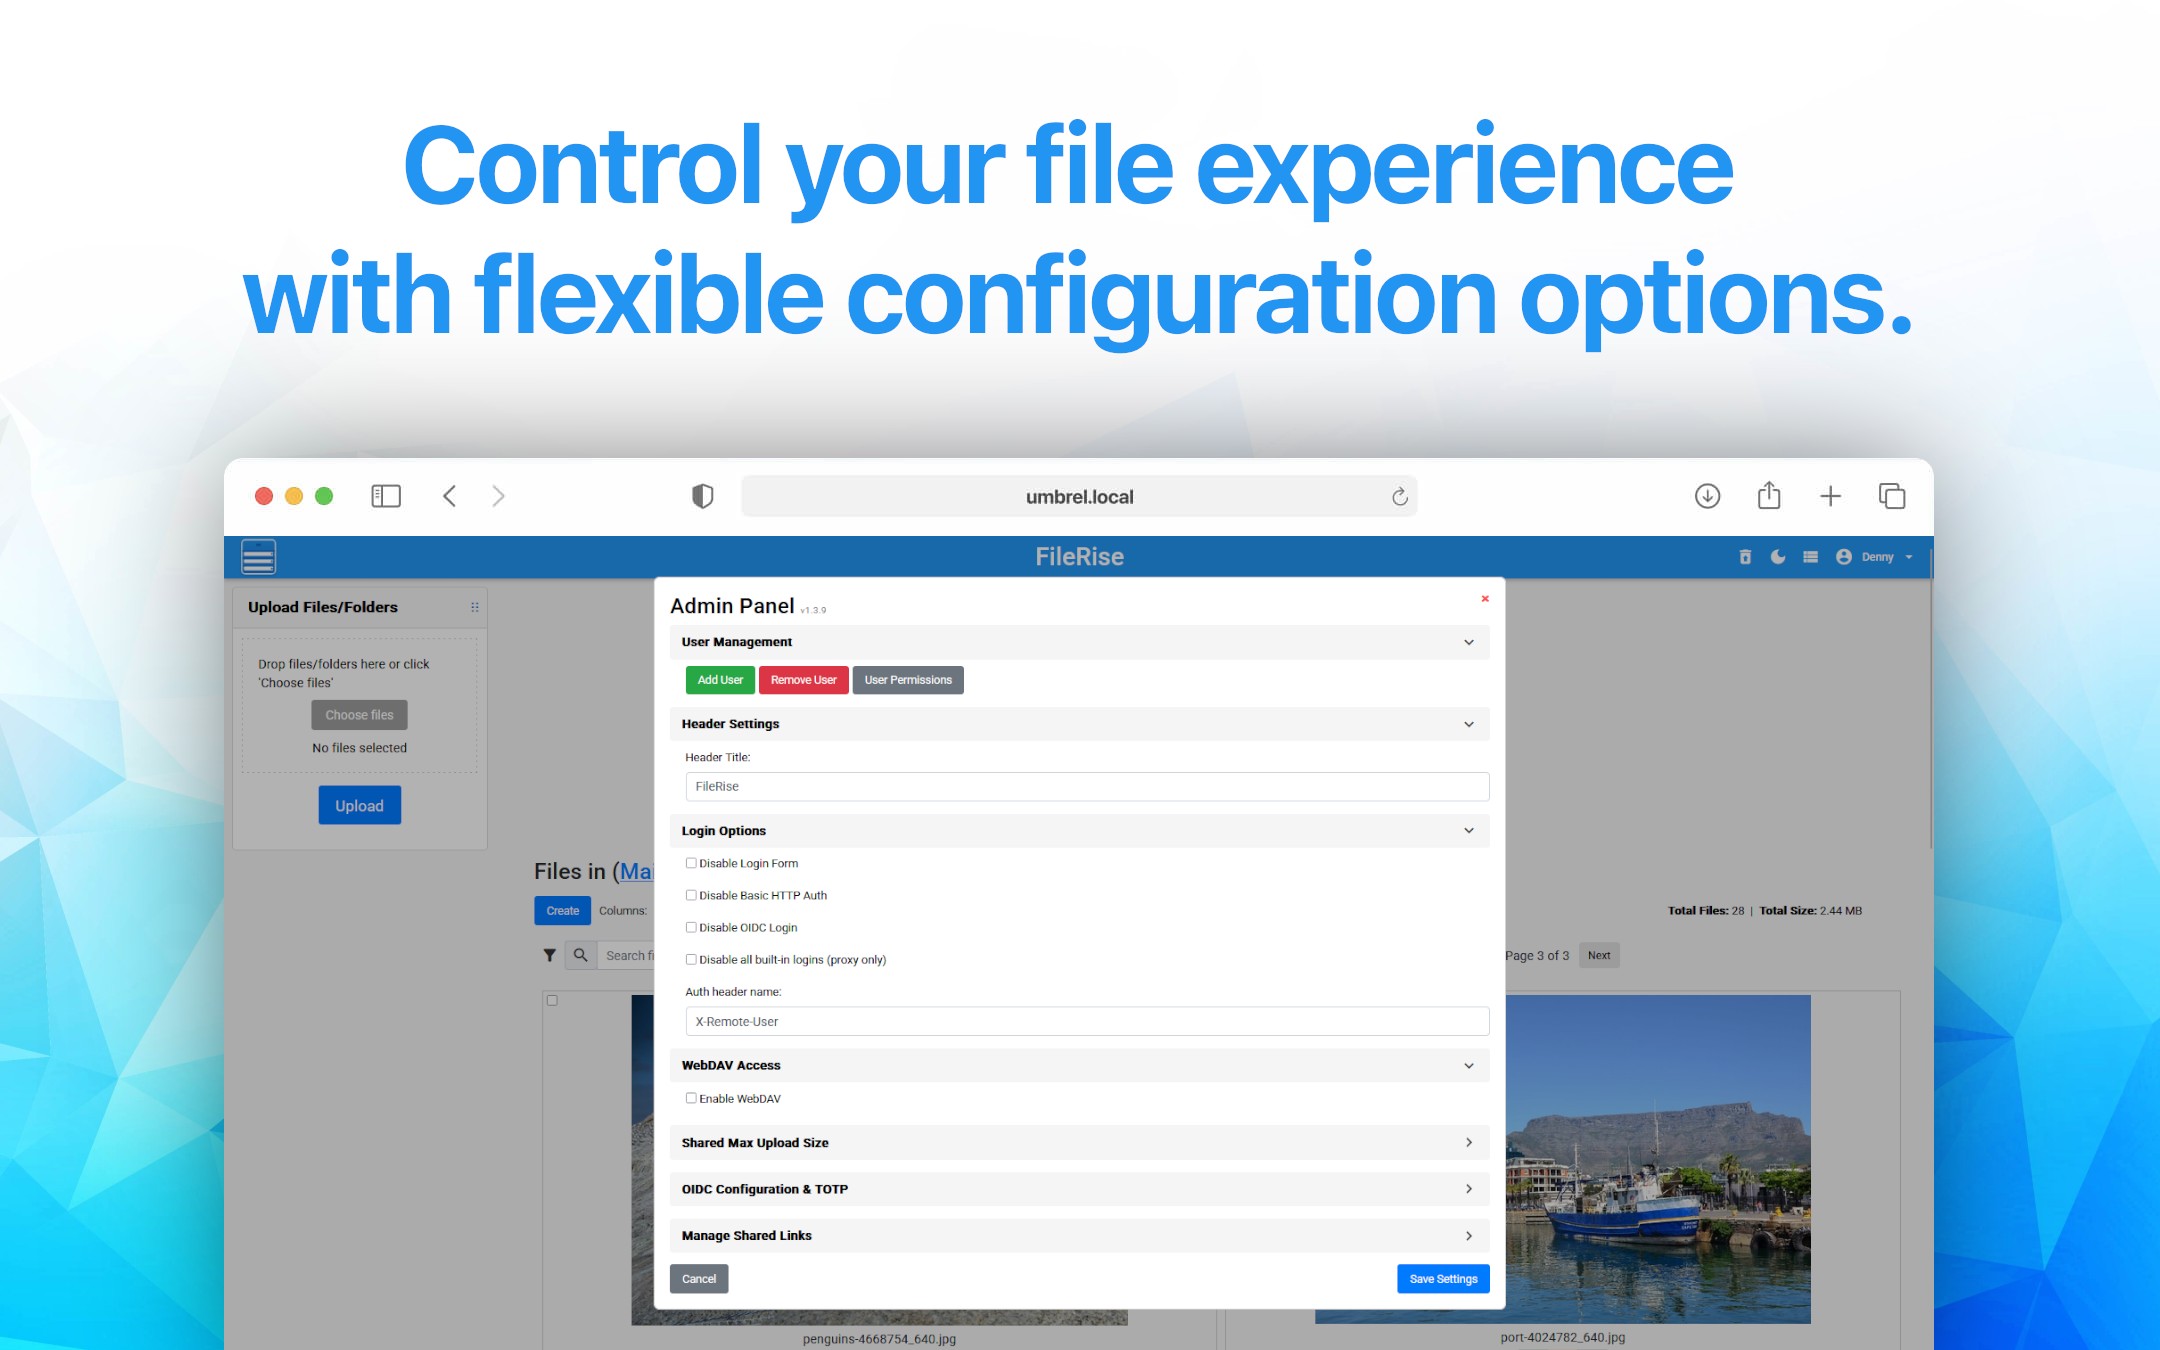 Control your file experience
with flexible configuration options.
umbrel.local
FileRise
Denny
Upload Files/Folders
Drop files/folders here or click
'Choose files'
Choose files
No files selected
Upload
Admin Panel v1.3.9
User Management
Add User Remove User User Permissions
Header Settings
Header Title:
FileRise
Login Options
Disable Login Form
Disable Basic HTTP Auth
Disable OIDC Login
Disable all built-in logins (proxy only)
Auth header name:
X-Remote-User
WebDAV Access
Enable WebDAV
Shared Max Upload Size
OIDC Configuration & TOTP
Manage Shared Links
Cancel Save Settings
Files in (Mai
Create Columns:
Total Files: 28 | Total Size: 2.44 MB
Search fi
Page 3 of 3 Next
penguins-4668754_640.jpg
port-4024782_640.jpg